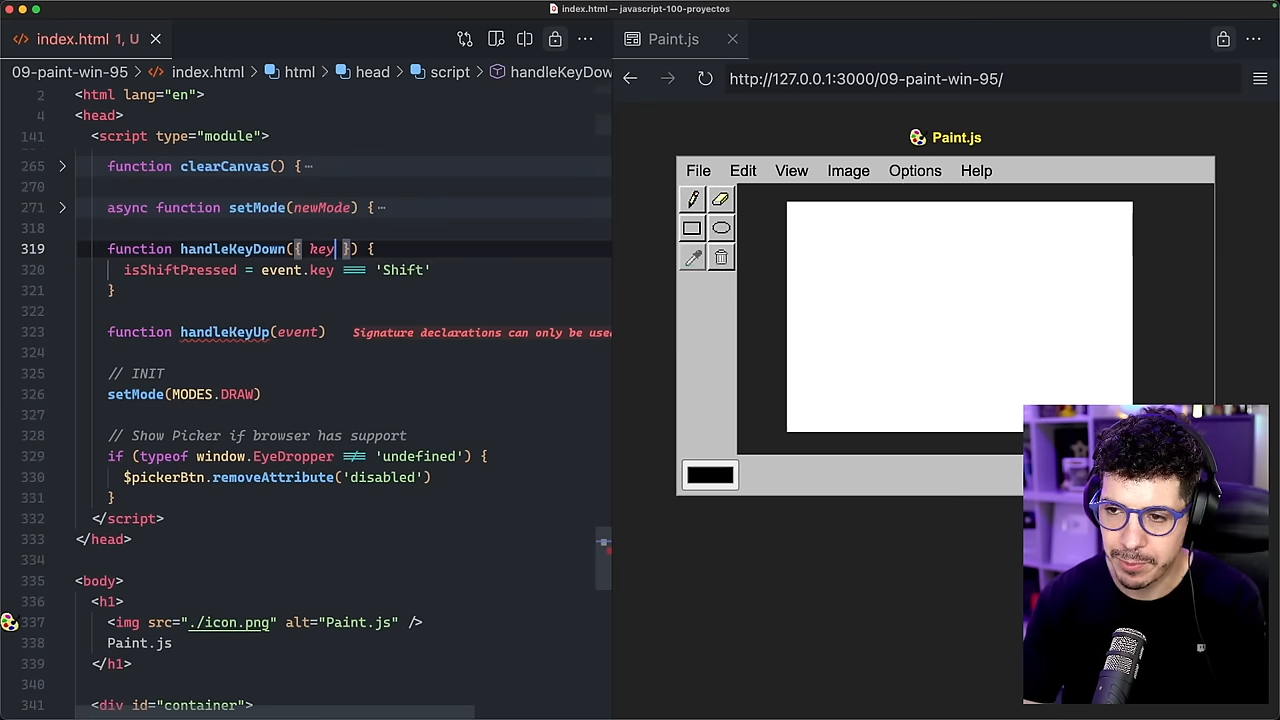 index.html — javascript-100-proyectos
index.html 1, U
Paint.js
09-paint-win-95 > index.html > html > head > script > handleKeyDow
http://127.0.0.1:3000/09-paint-win-95/
2 <html lang="en">
4 <head>
141 <script type="module">
265 function clearCanvas() {⋯
270
271 async function setMode(newMode) {⋯
318
319 function handleKeyDown({ key }) {
320 isShiftPressed = event.key === 'Shift'
321 }
322
323 function handleKeyUp(event) Signature declarations can only be used
324
325 // INIT
326 setMode(MODES.DRAW)
327
328 // Show Picker if browser has support
329 if (typeof window.EyeDropper !== 'undefined') {
330 $pickerBtn.removeAttribute('disabled')
331 }
332 </script>
333 </head>
334
335 <body>
336 <h1>
337 <img src="./icon.png" alt="Paint.js" />
338 Paint.js
339 </h1>
340
341 <div id="container">
Paint.js
File Edit View Image Options Help